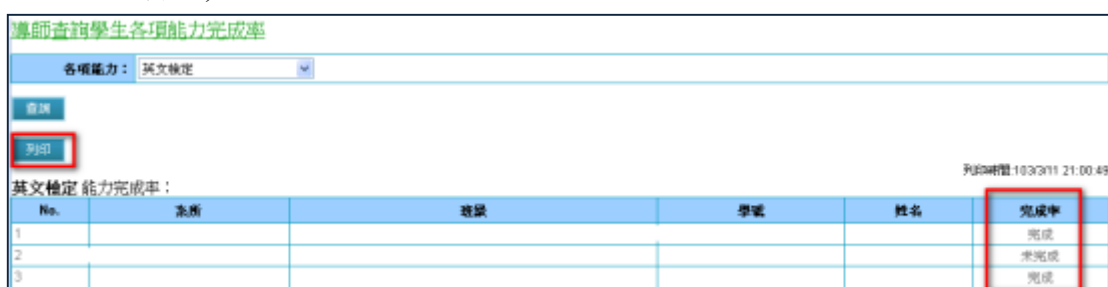 導師查詢學生各項能力完成率
各項能力： 英文檢定
查詢
列印
列印時間:103/3/11 21:00:49
英文檢定 能力完成率：
No. 系所 班級 學號 姓名 完成率
1 完成
2 未完成
3 完成